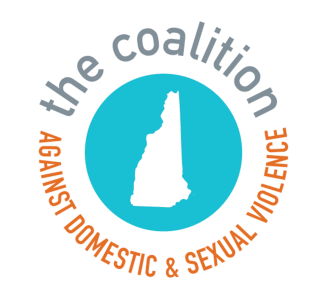 the coalition
AGAINST DOMESTIC & SEXUAL VIOLENCE